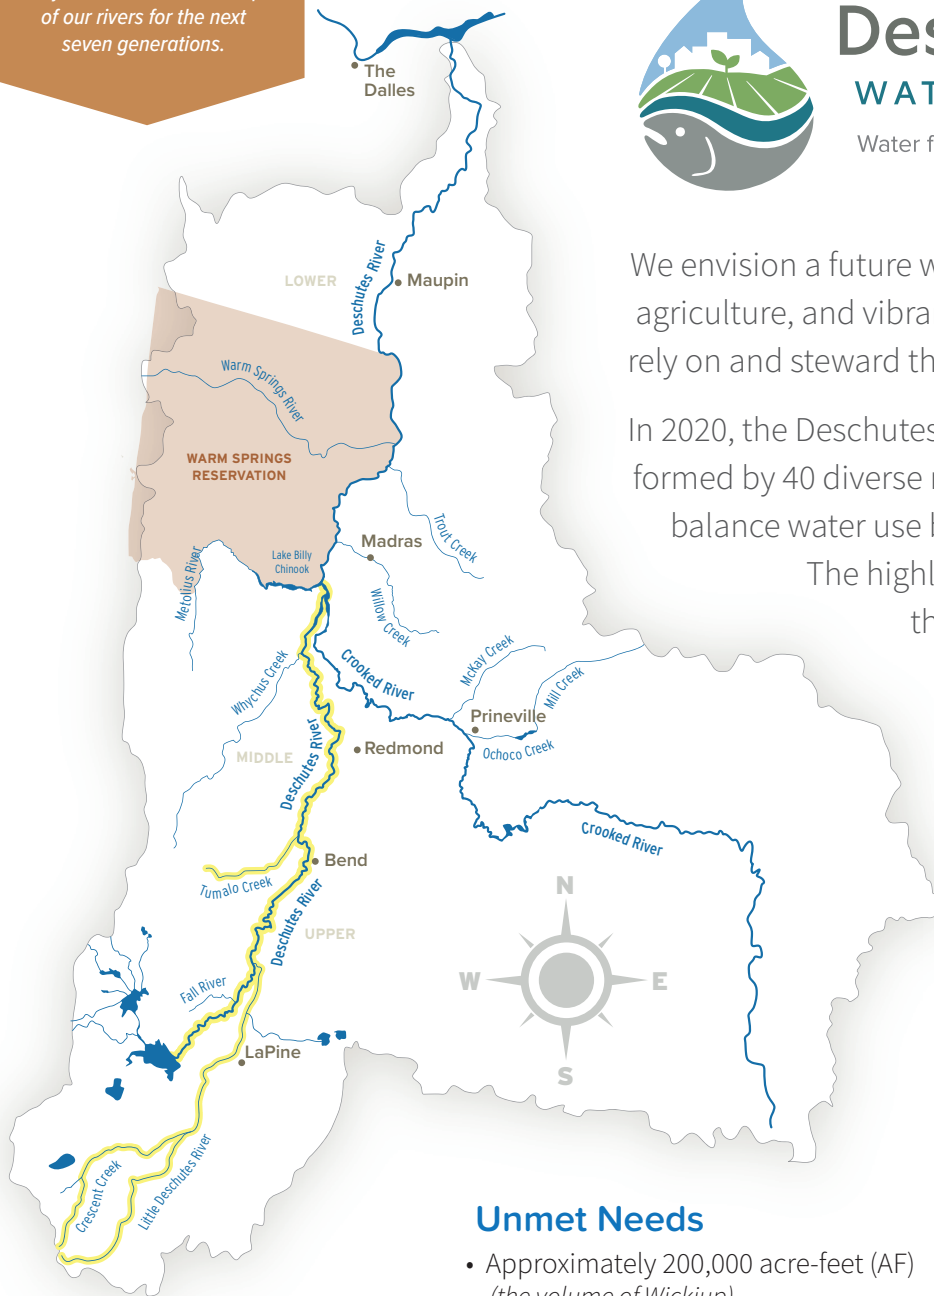 of our rivers for the next
seven generations.
Des
WAT
Water f
The
Dalles
We envision a future w
agriculture, and vibra
rely on and steward th
In 2020, the Deschutes
formed by 40 diverse
balance water use
The highl
th
LOWER
Deschutes River
Maupin
Warm Springs River
WARM SPRINGS
RESERVATION
Trout Creek
Madras
Lake Billy
Chinook
Metolius River
Willow Creek
Whychus Creek
Crooked River
McKay Creek
Mill Creek
Prineville
Ochoco Creek
Redmond
MIDDLE
Deschutes River
Crooked River
Bend
Tumalo Creek
Deschutes River
UPPER
N
W
E
S
Fall River
LaPine
Crescent Creek
Little Deschutes River
Unmet Needs
• Approximately 200,000 acre-feet (AF)
(the volume of Wickiup)